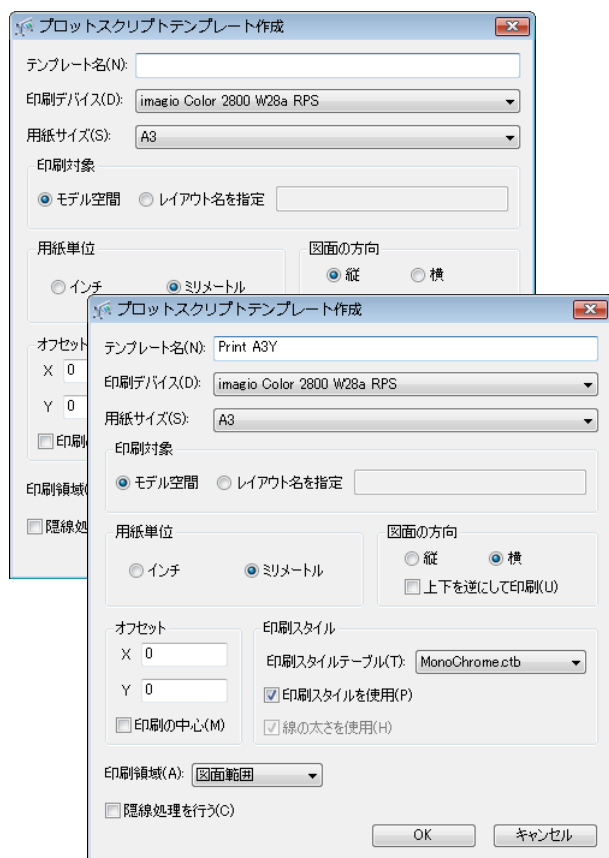 プロットスクリプトテンプレート作成
テンプレート名(N):
印刷デバイス(D): imagio Color 2800 W28a RPS
用紙サイズ(S): A3
印刷対象
モデル空間 レイアウト名を指定
用紙単位 図面の方向
インチ ミリメートル 縦 横
オフセット
X 0
Y 0
印刷
印刷領域(
隠線処
プロットスクリプトテンプレート作成
テンプレート名(N): Print A3Y
印刷デバイス(D): imagio Color 2800 W28a RPS
用紙サイズ(S): A3
印刷対象
モデル空間 レイアウト名を指定
用紙単位 図面の方向
インチ ミリメートル 縦 横
上下を逆にして印刷(U)
オフセット 印刷スタイル
X 0
印刷スタイルテーブル(T): MonoChrome.ctb
Y 0
印刷スタイルを使用(P)
印刷の中心(M) 線の太さを使用(H)
印刷領域(A): 図面範囲
隠線処理を行う(C)
OK キャンセル